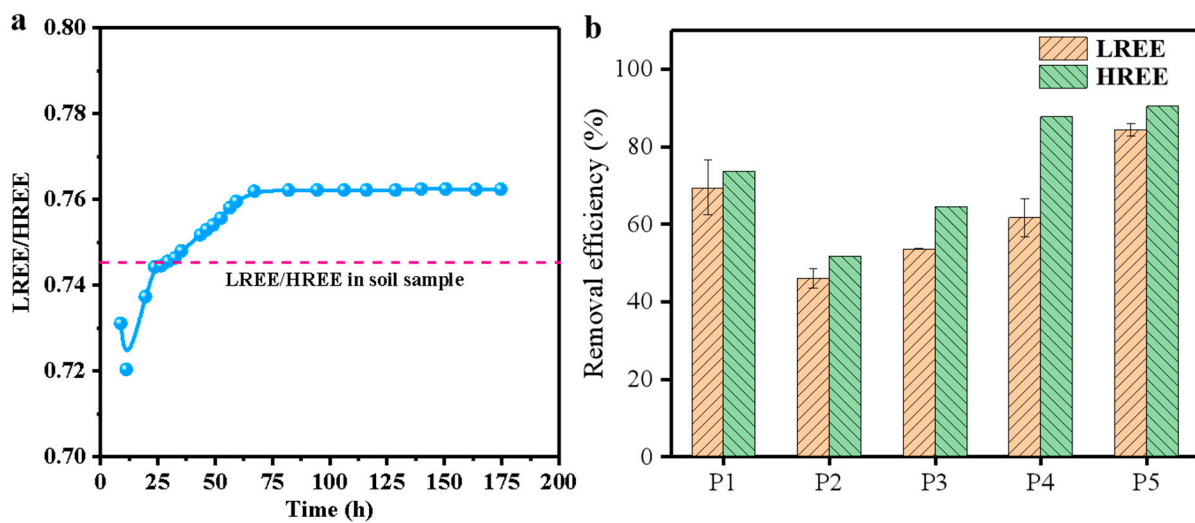 a
LREE/HREE
0.80
0.78
0.76
0.74
0.72
0.70
LREE/HREE in soil sample
0 25 50 75 100 125 150 175 200
Time (h)
b
Removal efficiency (%)
100
80
60
40
20
0
LREE
HREE
P1 P2 P3 P4 P5